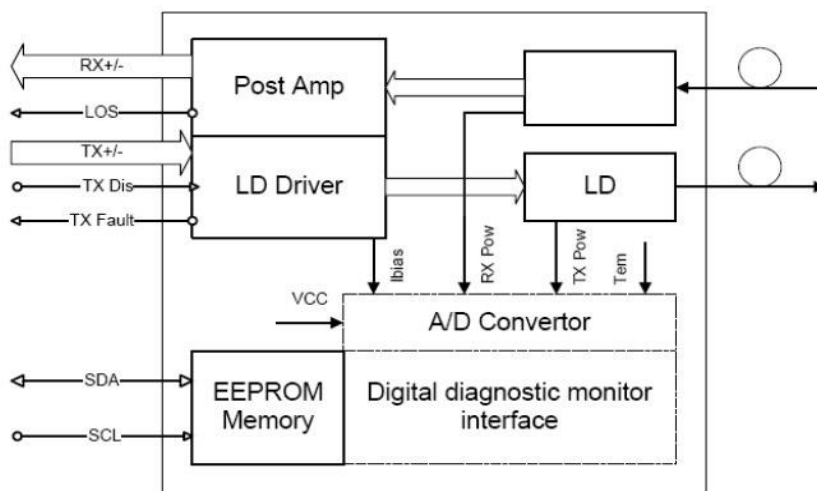 RX+/-
Post Amp
LOS
TX+/-
TX Dis
LD Driver
LD
TX Fault
Ibias
RX Pow
TX Pow
Tem
VCC
A/D Convertor
SDA
EEPROM
Memory
Digital diagnostic monitor
interface
SCL